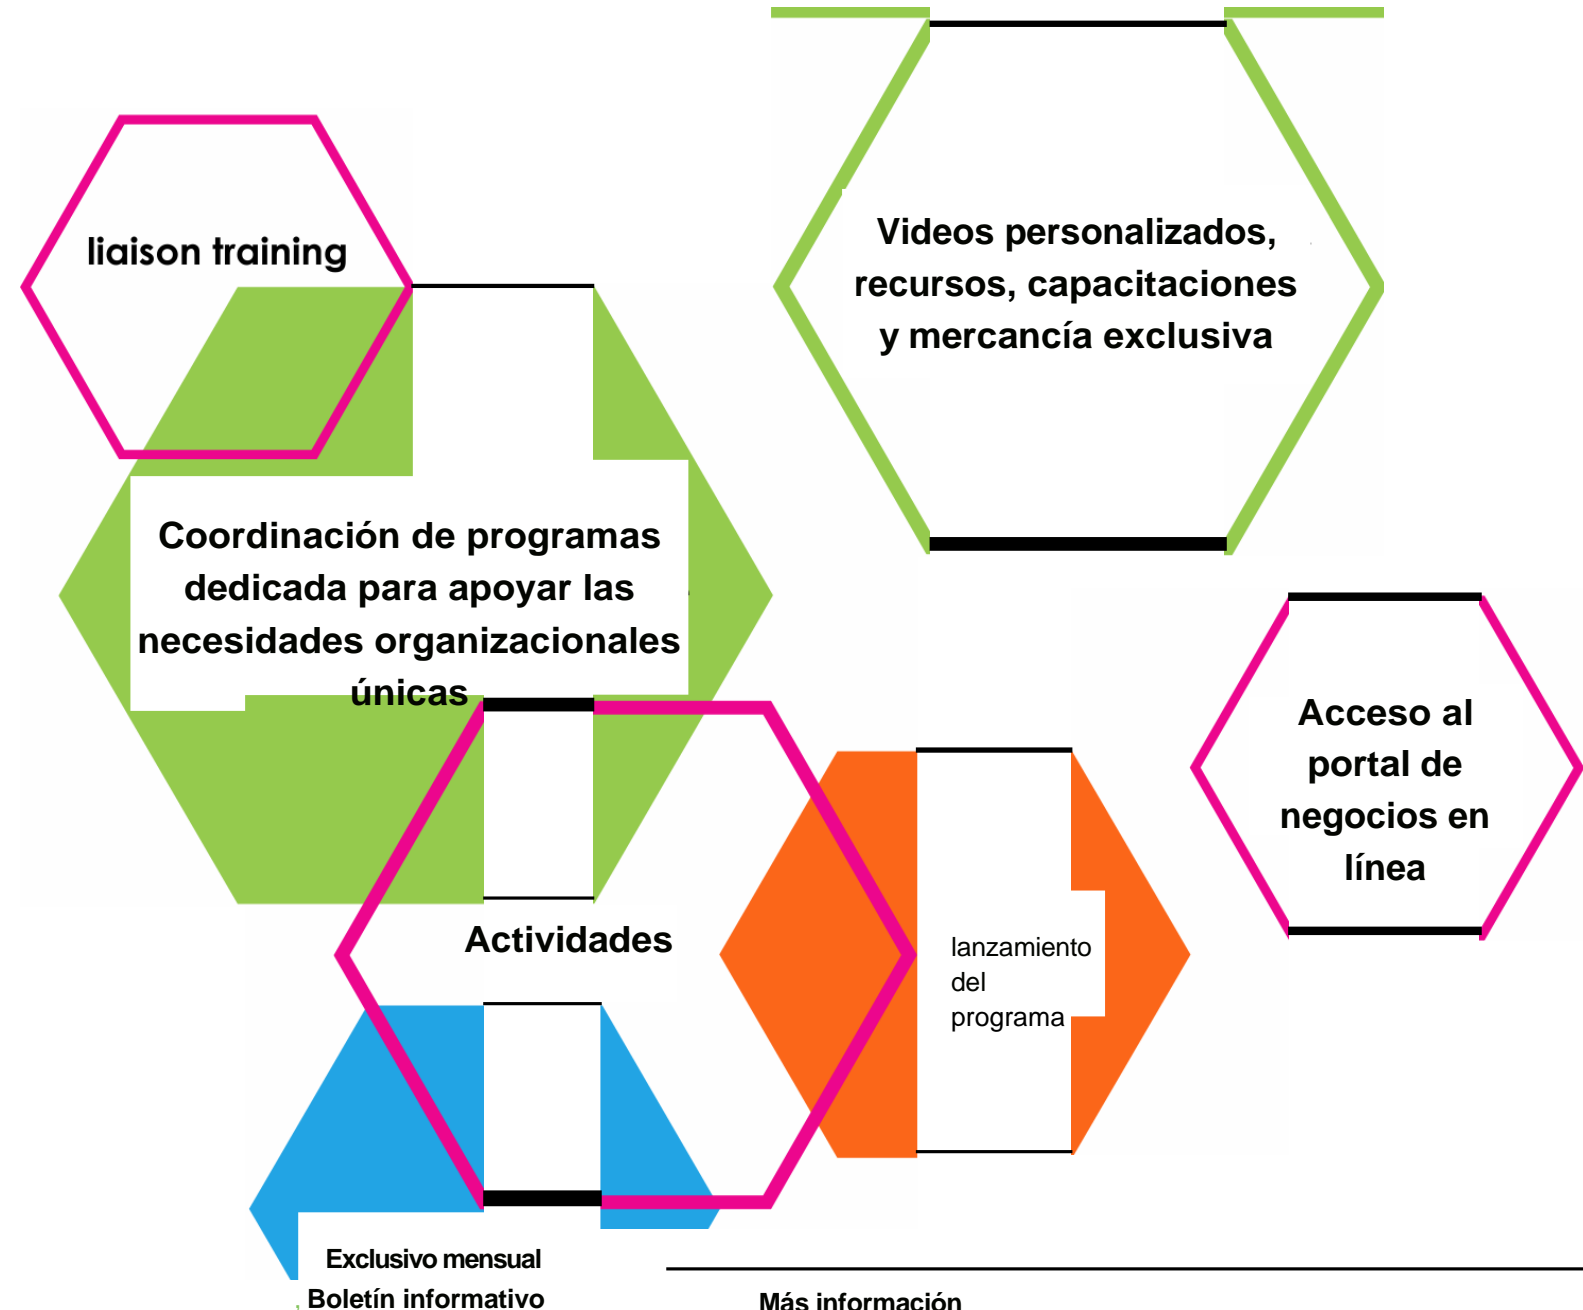 liaison training
Videos personalizados,
recursos, capacitaciones
y mercancía exclusiva
Coordinación de programas
dedicada para apoyar las
necesidades organizacionales
únicas
Acceso al
portal de
negocios en
línea
Actividades
lanzamiento
del
programa
Exclusivo mensual
Boletín informativo
Más información